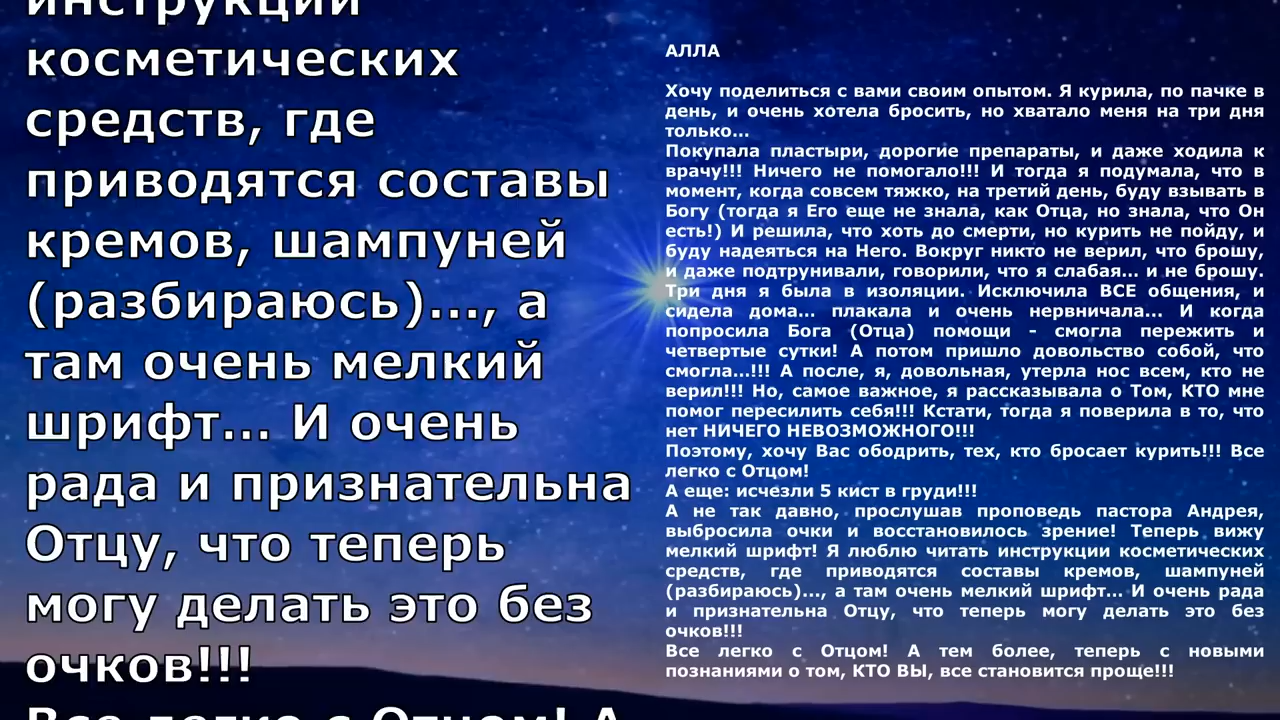 инструкции
косметических
средств, где
приводятся составы
кремов, шампуней
(разбираюсь)..., а
там очень мелкий
шрифт... И очень
рада и признательна
Отцу, что теперь
могу делать это без
очков!!!
Все легко с Отцом! А
АЛЛА
Хочу поделиться с вами своим опытом. Я курила, по пачке в
день, и очень хотела бросить, но хватало меня на три дня
только...
Покупала пластыри, дорогие препараты, и даже ходила к
врачу!!! Ничего не помогало!!! И тогда я подумала, что в
момент, когда совсем тяжко, на третий день, буду взывать в
Богу (тогда я Его еще не знала, как Отца, но знала, что Он
есть!) И решила, что хоть до смерти, но курить не пойду, и
буду надеяться на Него. Вокруг никто не верил, что брошу,
и даже подтрунивали, говорили, что я слабая... и не брошу.
Три дня я была в изоляции. Исключила ВСЕ общения, и
сидела дома... плакала и очень нервничала... И когда
попросила Бога (Отца) помощи - смогла пережить и
четвертые сутки! А потом пришло довольство собой, что
смогла...!!! А после, я, довольная, утерла нос всем, кто не
верил!!! Но, самое важное, я рассказывала о Том, КТО мне
помог пересилить себя!!! Кстати, тогда я поверила в то, что
нет НИЧЕГО НЕВОЗМОЖНОГО!!!
Поэтому, хочу Вас ободрить, тех, кто бросает курить!!! Все
легко с Отцом!
А еще: исчезли 5 кист в груди!!!
А не так давно, прослушав проповедь пастора Андрея,
выбросила очки и восстановилось зрение! Теперь вижу
мелкий шрифт! Я люблю читать инструкции косметических
средств, где приводятся составы кремов, шампуней
(разбираюсь)..., а там очень мелкий шрифт... И очень рада
и признательна Отцу, что теперь могу делать это без
очков!!!
Все легко с Отцом! А тем более, теперь с новыми
познаниями о том, КТО ВЫ, все становится проще!!!